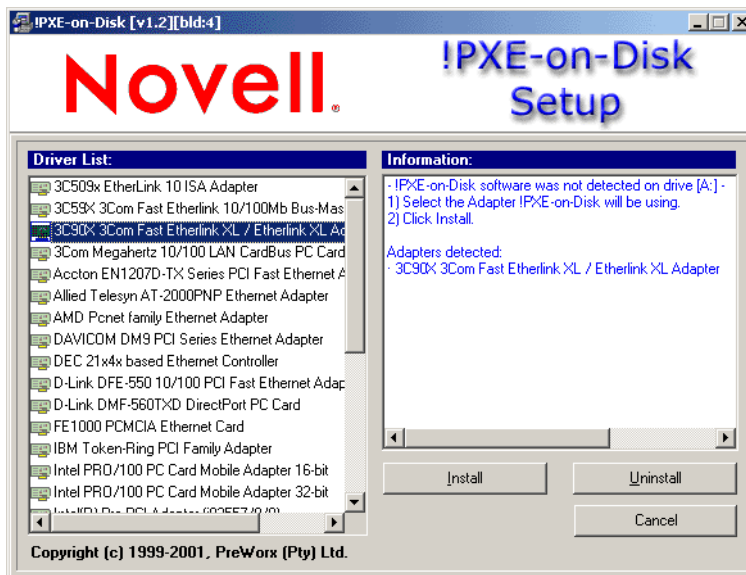 !PXE-on-Disk [v1.2][bld:4]
Novell®
!PXE-on-Disk
Setup
Driver List:
3C509x EtherLink 10 ISA Adapter
3C59X 3Com Fast Etherlink 10/100Mb Bus-Mas
3C90X 3Com Fast Etherlink XL / Etherlink XL Ad
3Com Megahertz 10/100 LAN CardBus PC Card
Accton EN1207D-TX Series PCI Fast Ethernet A
Allied Telesyn AT-2000PNP Ethernet Adapter
AMD Pcnet family Ethernet Adapter
DAVICOM DM9 PCI Series Ethernet Adapter
DEC 21x4x based Ethernet Controller
D-Link DFE-550 10/100 PCI Fast Ethernet Adap
D-Link DMF-560TXD DirectPort PC Card
FE1000 PCMCIA Ethernet Card
IBM Token-Ring PCI Family Adapter
Intel PRO/100 PC Card Mobile Adapter 16-bit
Intel PRO/100 PC Card Mobile Adapter 32-bit
Information:
- !PXE-on-Disk software was not detected on drive [A:] -
1) Select the Adapter !PXE-on-Disk will be using.
2) Click Install.
Adapters detected:
- 3C90X 3Com Fast Etherlink XL / Etherlink XL Adapter
Install
Uninstall
Cancel
Copyright (c) 1999-2001, PreWorx (Pty) Ltd.